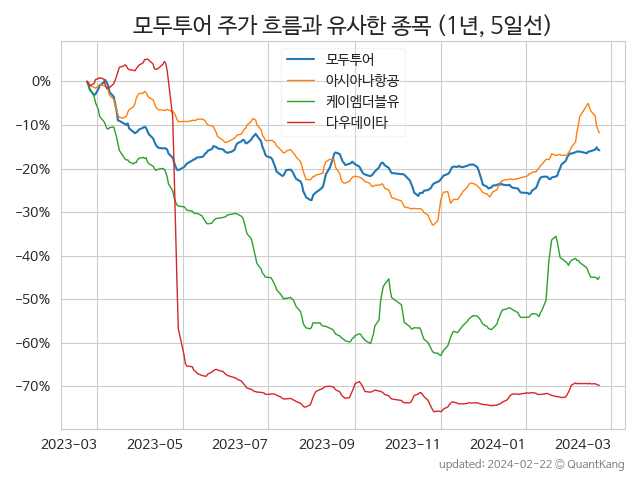 모두투어 주가 흐름과 유사한 종목 (1년, 5일선)
모두투어
아시아나항공
케이엠더블유
다우데이타
0%
−10%
−20%
−30%
−40%
−50%
−60%
−70%
2023-03 2023-05 2023-07 2023-09 2023-11 2024-01 2024-03
updated: 2024-02-22 © QuantKang